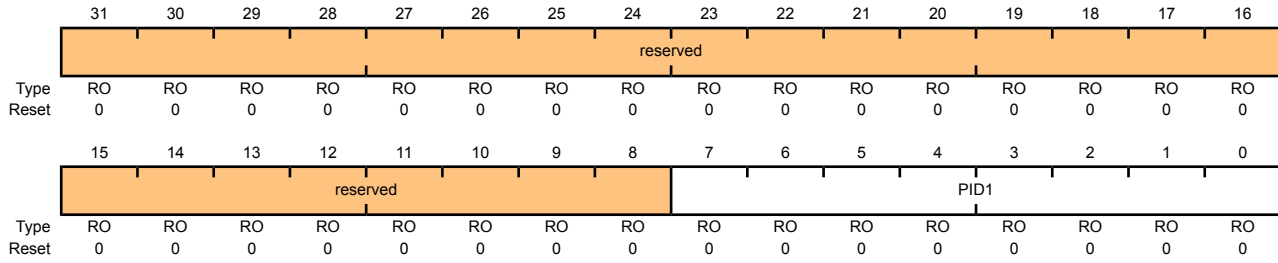 31 30 29 28 27 26 25 24 23 22 21 20 19 18 17 16
reserved
Type RO RO RO RO RO RO RO RO RO RO RO RO RO RO RO RO
Reset 0 0 0 0 0 0 0 0 0 0 0 0 0 0 0 0
15 14 13 12 11 10 9 8 7 6 5 4 3 2 1 0
reserved PID1
Type RO RO RO RO RO RO RO RO RO RO RO RO RO RO RO RO
Reset 0 0 0 0 0 0 0 0 0 0 0 0 0 0 0 0